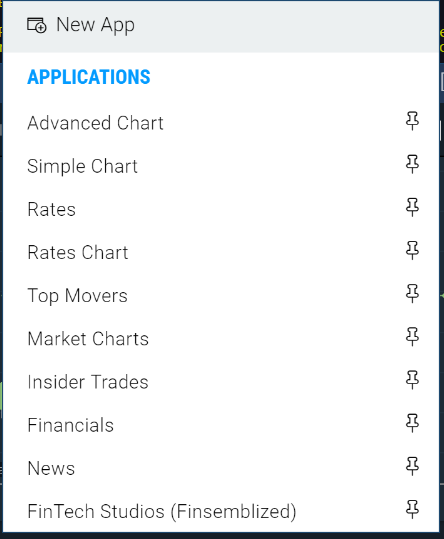 New App
APPLICATIONS
Advanced Chart
Simple Chart
Rates
Rates Chart
Top Movers
Market Charts
Insider Trades
Financials
News
FinTech Studios (Finsemblized)